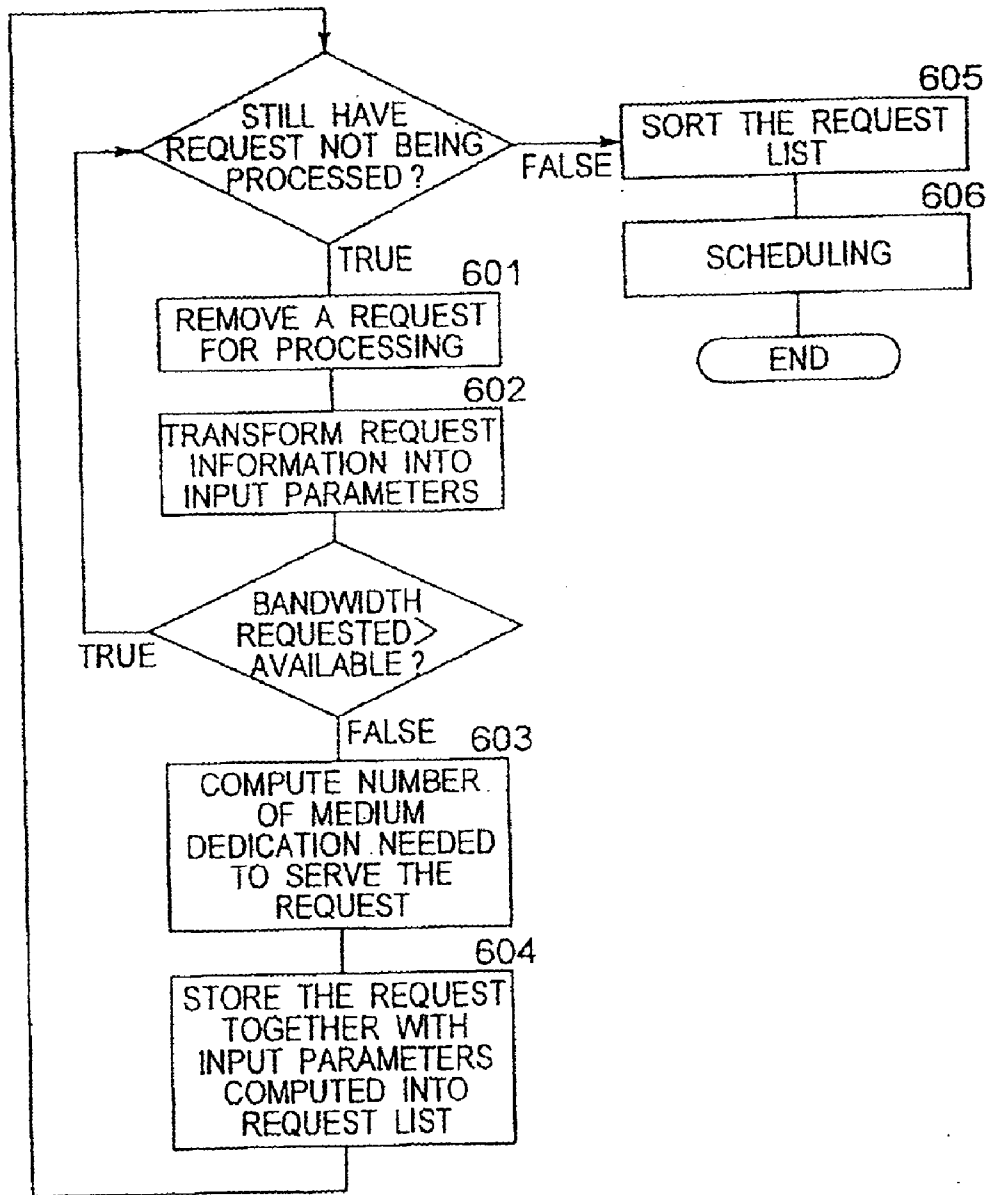 STILL HAVE
REQUEST NOT BEING
PROCESSED?
FALSE
605
SORT THE REQUEST
LIST
606
SCHEDULING
END
TRUE
601
REMOVE A REQUEST
FOR PROCESSING
602
TRANSFORM REQUEST
INFORMATION INTO
INPUT PARAMETERS
BANDWIDTH
REQUESTED>
AVAILABLE?
TRUE
FALSE
603
COMPUTE NUMBER
OF MEDIUM
DEDICATION NEEDED
TO SERVE THE
REQUEST
604
STORE THE REQUEST
TOGETHER WITH
INPUT PARAMETERS
COMPUTED INTO
REQUEST LIST